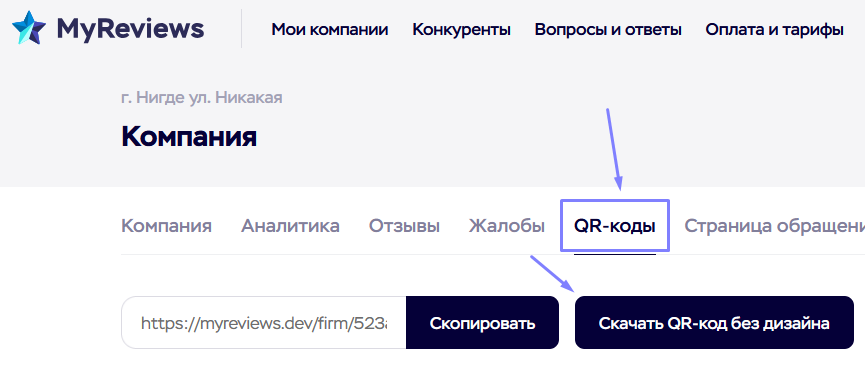 MyReviews Мои компании Конкуренты Вопросы и ответы Оплата и тарифы
г. Нигде ул. Никакая
Компания
Компания Аналитика Отзывы Жалобы QR-коды Страница обращени
https://myreviews.dev/firm/523 Скопировать Скачать QR-код без дизайна